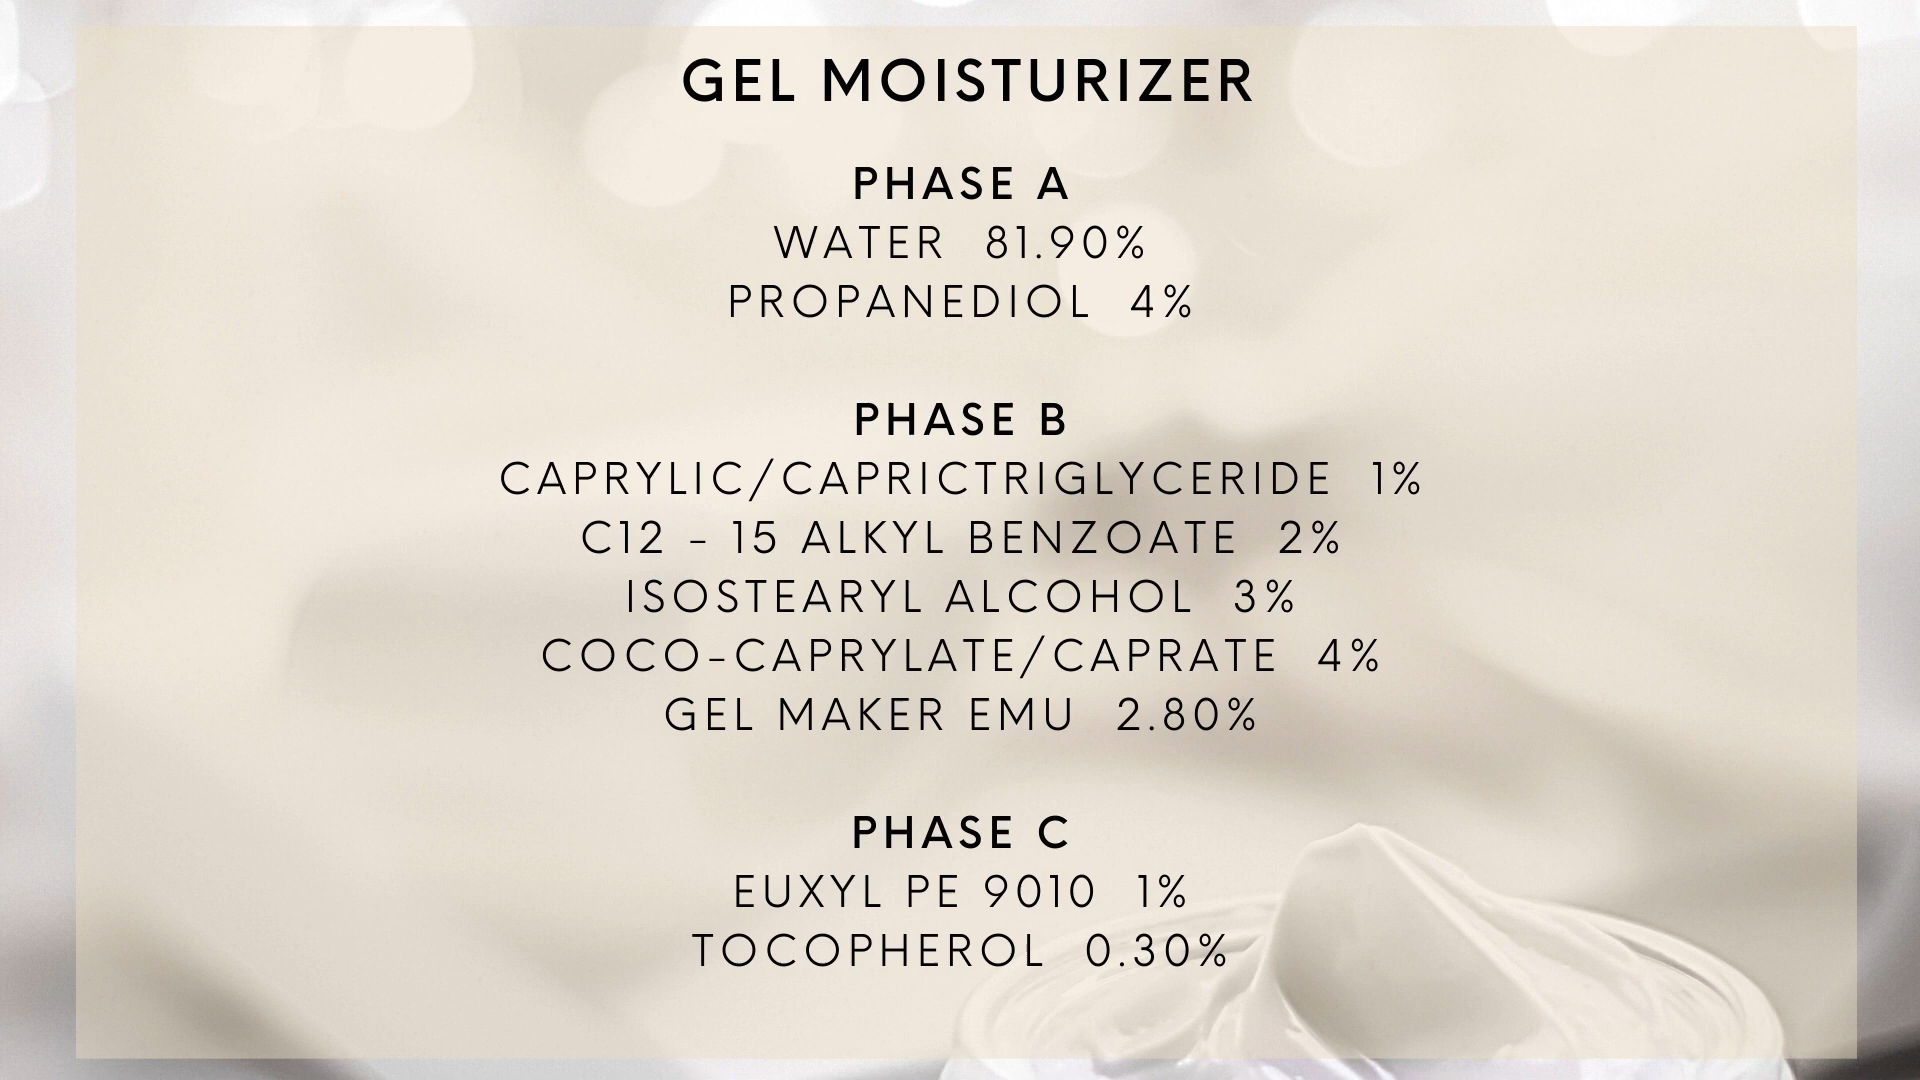 GEL MOISTURIZER
PHASE A
WATER 81.90%
PROPANEDIOL 4%
PHASE B
CAPRYLIC/CAPRICTRIGLYCERIDE 1%
C12 - 15 ALKYL BENZOATE 2%
ISOSTEARYL ALCOHOL 3%
COCO-CAPRYLATE/CAPRATE 4%
GEL MAKER EMU 2.80%
PHASE C
EUXYL PE 9010 1%
TOCOPHEROL 0.30%